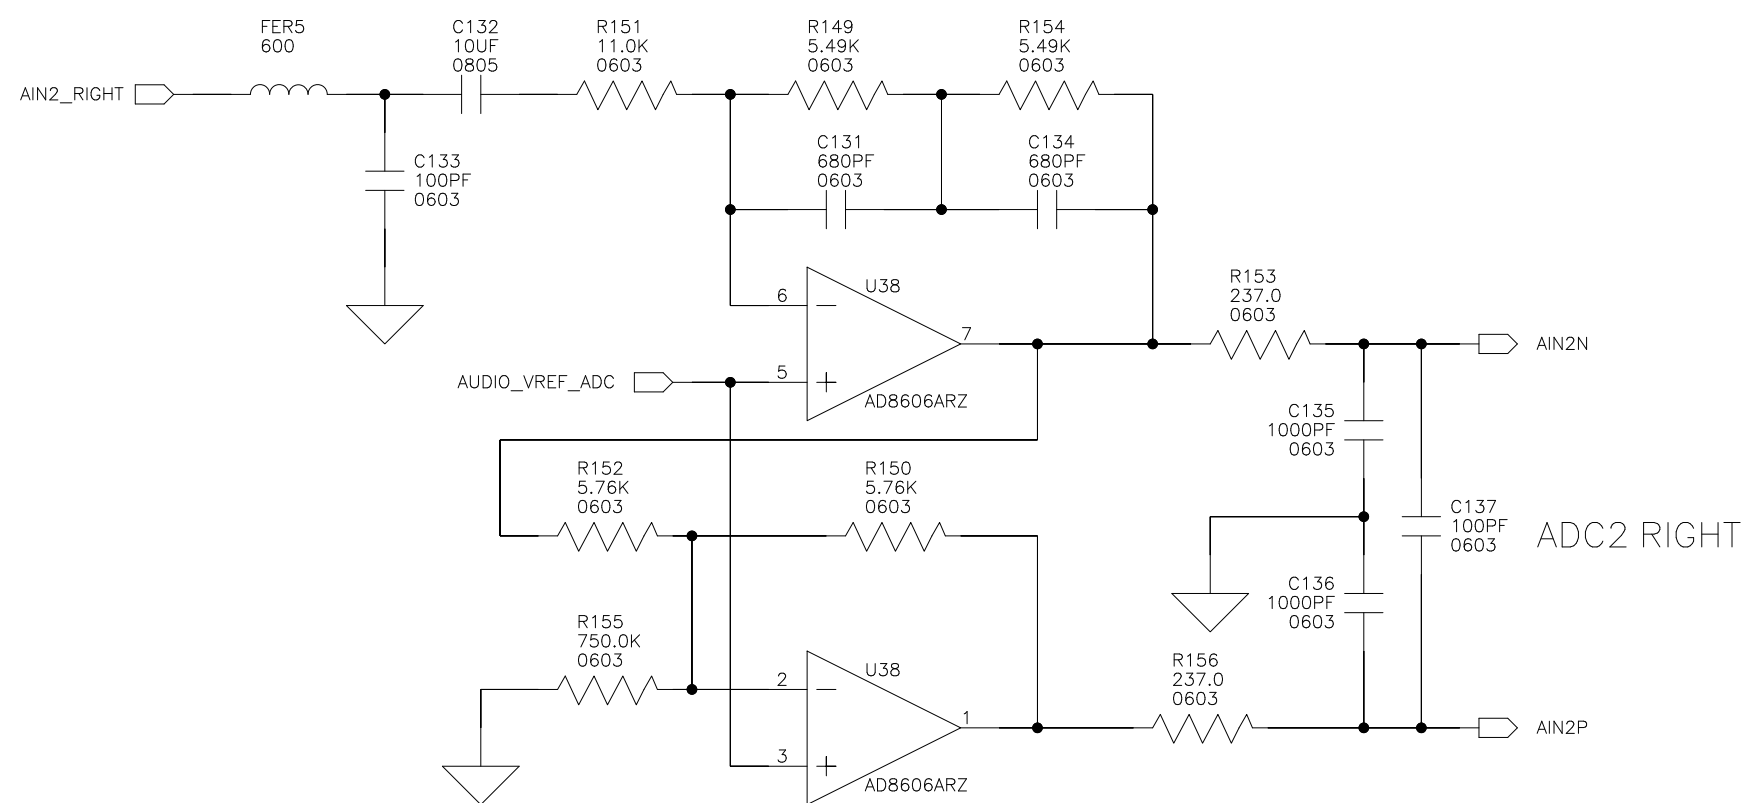 FER5
600
C132
10UF
0805
R151
11.0K
0603
R149
5.49K
0603
R154
5.49K
0603
AIN2_RIGHT
C133
100PF
0603
C131
680PF
0603
C134
680PF
0603
U38
6
7
5
AUDIO_VREF_ADC
AD8606ARZ
R153
237.0
0603
AIN2N
C135
1000PF
0603
R152
5.76K
0603
R150
5.76K
0603
C137
100PF
0603
ADC2 RIGHT
C136
1000PF
0603
R155
750.0K
0603
U38
2
1
3
AD8606ARZ
R156
237.0
0603
AIN2P